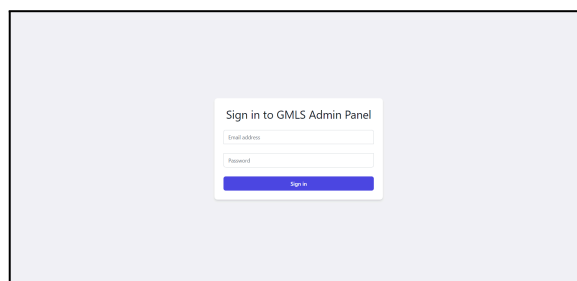 Sign in to GMLS Admin Panel
Email address
Password
Sign in